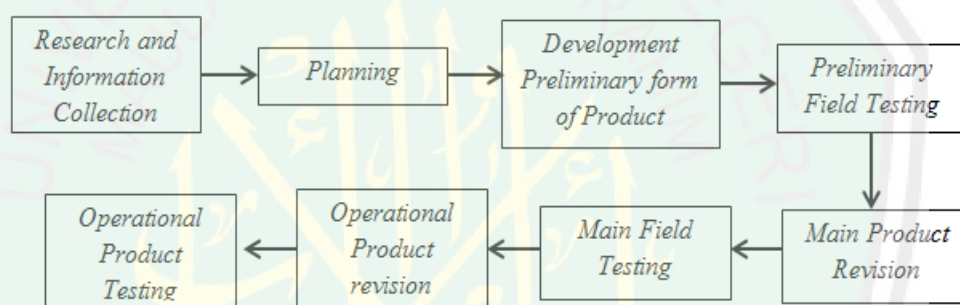 Research and
Information
Collection
Planning
Development
Preliminary form
of Product
Preliminary
Field Testing
Main Product
Revision
Main Field
Testing
Operational
Product
revision
Operational
Product
Testing